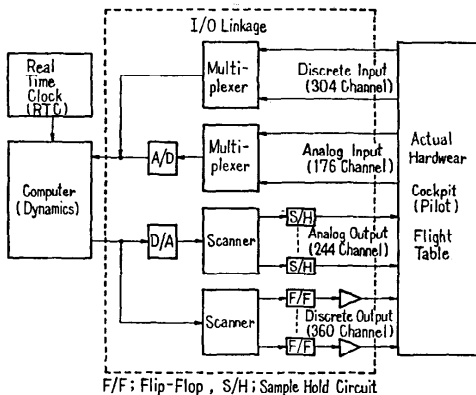 I/O Linkage
Real
Time
Clock
(RTC)
Computer
(Dynamics)
Multi-
plexer
Discrete Input
(304 Channel)
A/D
Multi-
plexer
Analog Input
(176 Channel)
D/A
Scanner
S/H
Analog Output
(244 Channel)
S/H
Scanner
F/F
Discrete Output
(360 Channel)
F/F
Actual
Hardwear
Cockpit
(Pilot)
Flight
Table
F/F ; Flip-Flop , S/H ; Sample Hold Circuit